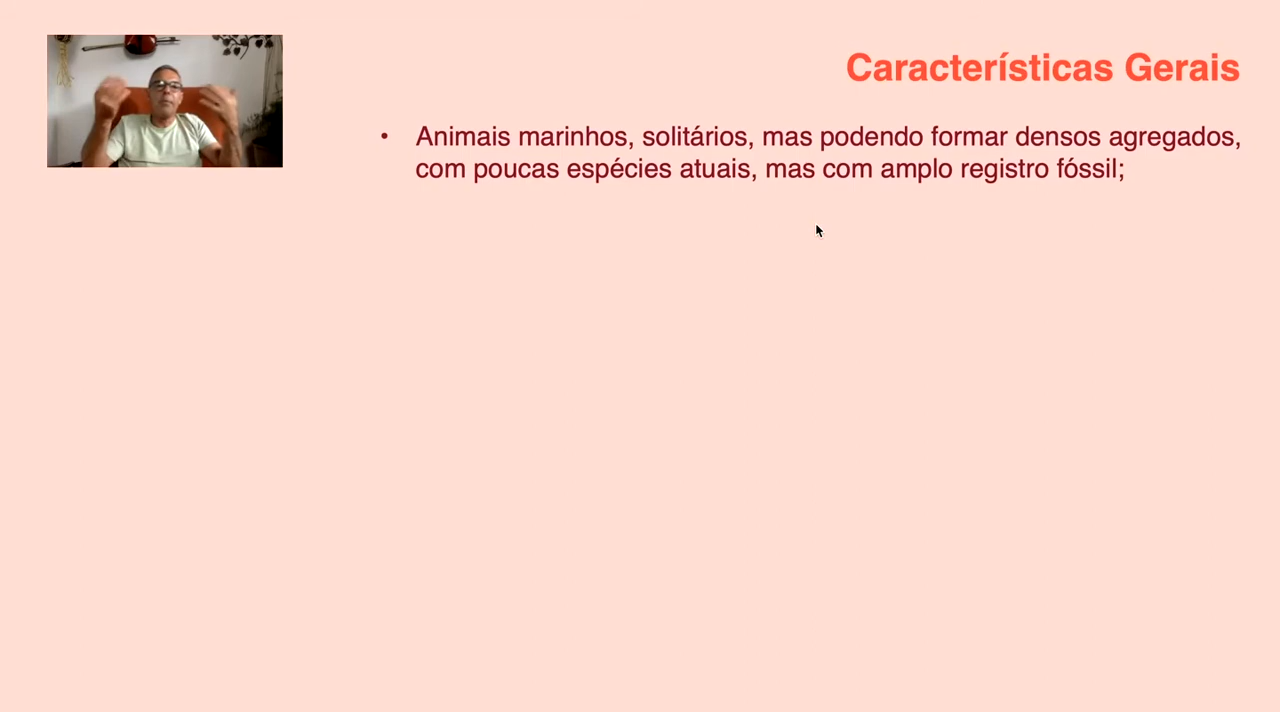 Características Gerais
• Animais marinhos, solitários, mas podendo formar densos agregados,
com poucas espécies atuais, mas com amplo registro fóssil;